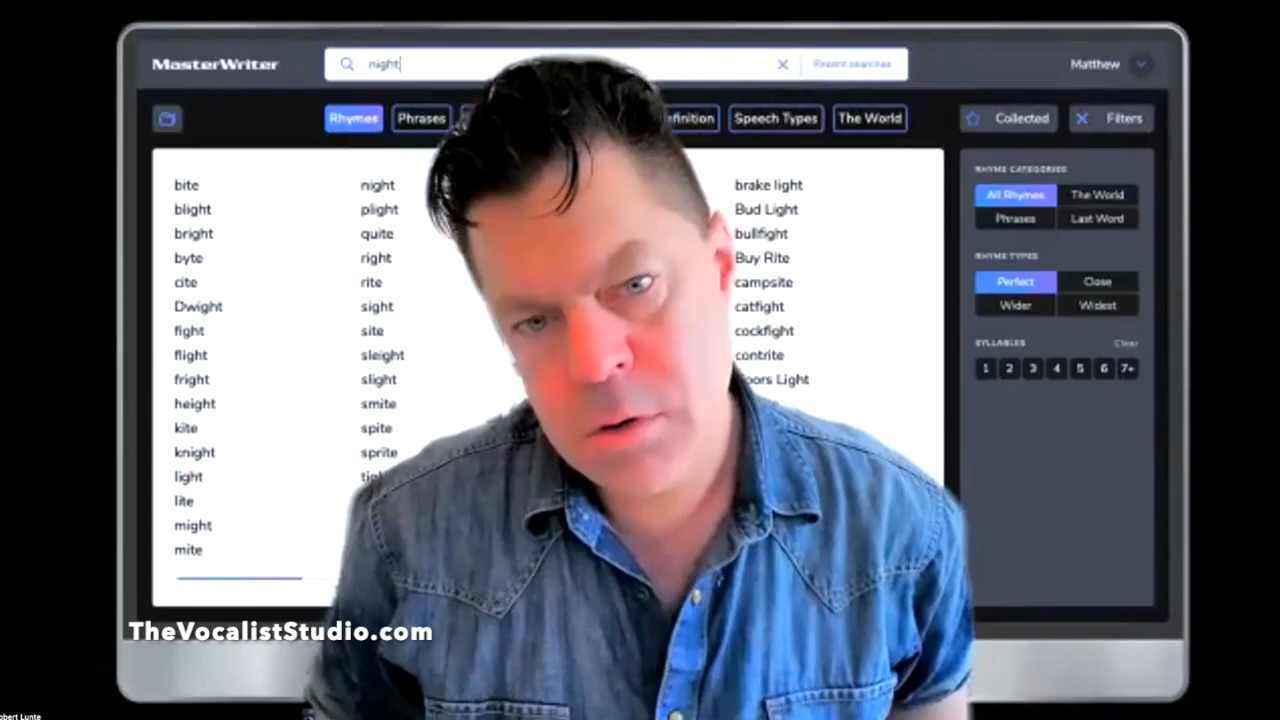 MasterWriter
night
Recent searches
Matthew
Rhymes
Phrases
Speech Types
The World
Collected
Filters
bite
blight
bright
byte
cite
Dwight
fight
flight
fright
height
kite
knight
light
lite
might
mite
night
plight
quite
right
rite
sight
site
sleight
slight
smite
spite
sprite
brake light
Bud Light
bullfight
Buy Rite
campsite
catfight
cockfight
contrite
Light
RHYME CATEGORIES
All Rhymes
The World
Phrases
Last Word
RHYME TYPES
Perfect
Close
Wider
Widest
SYLLABLES
Clear
1 2 3 4 5 6 7+
TheVocalistStudio.com
Lunte